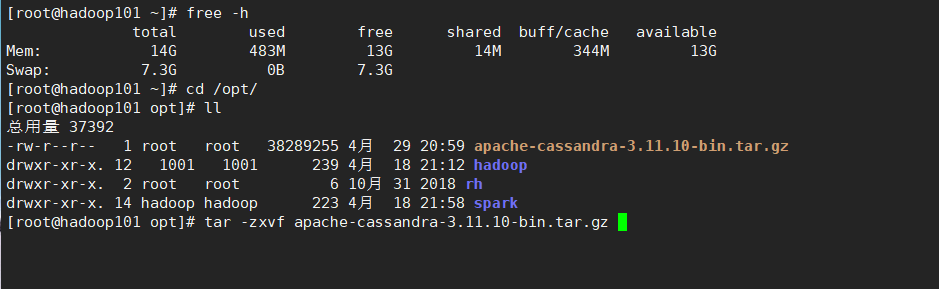 [root@hadoop101 ~]# free -h
              total        used        free      shared  buff/cache   available
Mem:            14G        483M         13G         14M        344M         13G
Swap:          7.3G          0B        7.3G
[root@hadoop101 ~]# cd /opt/
[root@hadoop101 opt]# ll
总用量 37392
-rw-r--r--   1 root   root   38289255 4月  29 20:59 apache-cassandra-3.11.10-bin.tar.gz
drwxr-xr-x. 12   1001   1001      239 4月  18 21:12 hadoop
drwxr-xr-x.  2 root   root          6 10月 31 2018 rh
drwxr-xr-x. 14 hadoop hadoop      223 4月  18 21:58 spark
[root@hadoop101 opt]# tar -zxvf apache-cassandra-3.11.10-bin.tar.gz